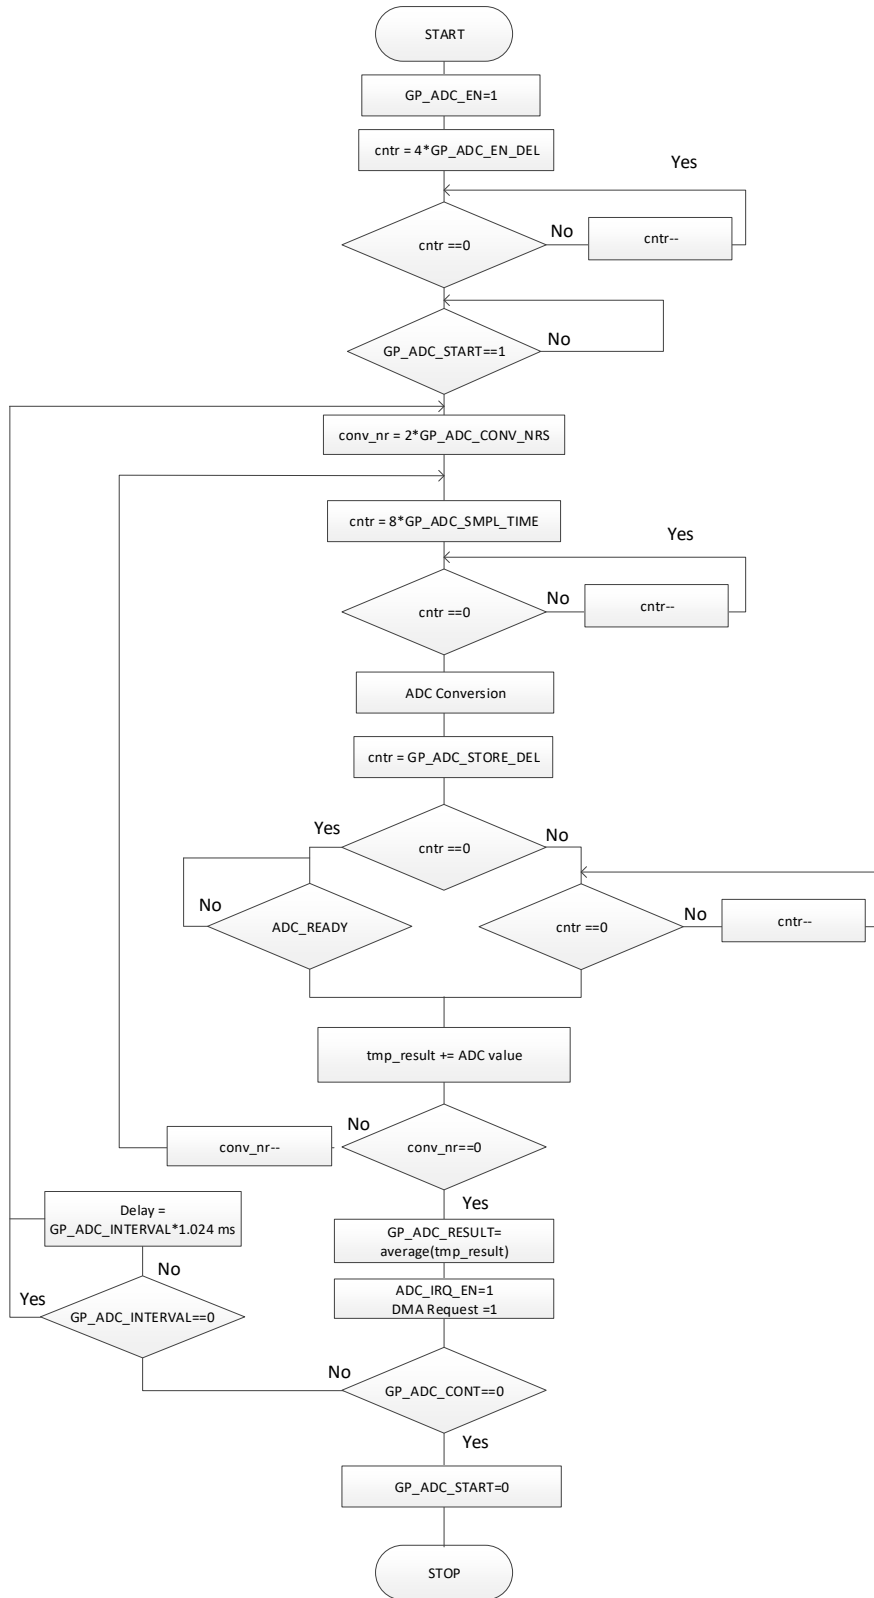 START
GP_ADC_EN=1
cntr = 4*GP_ADC_EN_DEL
Yes
cntr ==0
No
cntr--
GP_ADC_START==1
No
conv_nr = 2*GP_ADC_CONV_NRS
cntr = 8*GP_ADC_SMPL_TIME
Yes
cntr ==0
No
cntr--
ADC Conversion
cntr = GP_ADC_STORE_DEL
Yes
cntr ==0
No
No
ADC_READY
cntr ==0
No
cntr--
tmp_result += ADC value
conv_nr--
No
conv_nr==0
Yes
Delay =
GP_ADC_INTERVAL*1.024 ms
GP_ADC_RESULT=
average(tmp_result)
No
Yes
GP_ADC_INTERVAL==0
ADC_IRQ_EN=1
DMA Request =1
No
GP_ADC_CONT==0
Yes
GP_ADC_START=0
STOP